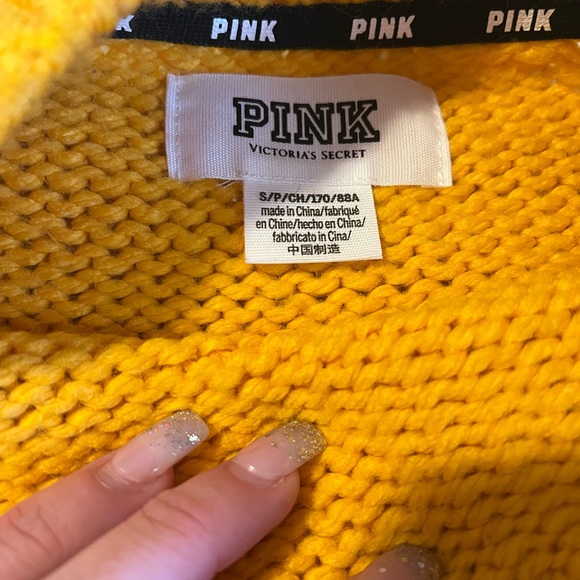 PINK PINK PINK
PINK
VICTORIA'S SECRET
S/P/CH/170/88A
made in China/fabriqué
en Chine/hecho en China/
fabbricato in Cina/
中国制造